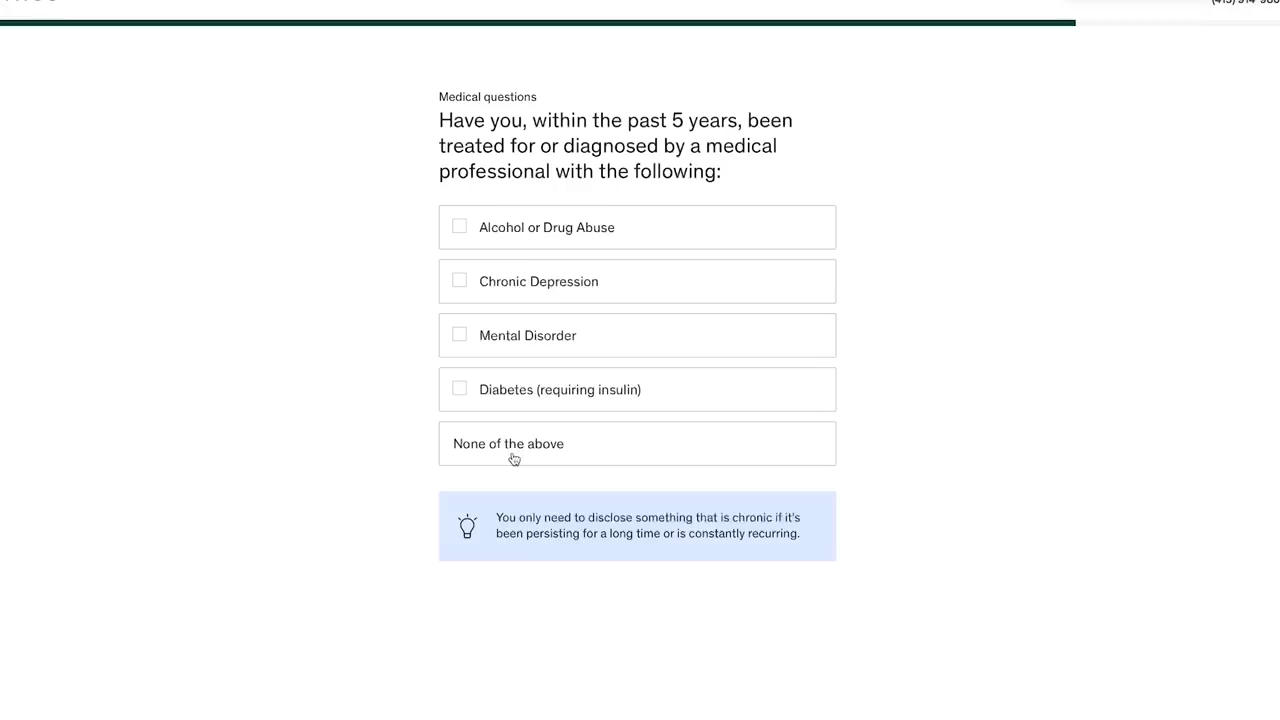 Medical questions
Have you, within the past 5 years, been
treated for or diagnosed by a medical
professional with the following:
Alcohol or Drug Abuse
Chronic Depression
Mental Disorder
Diabetes (requiring insulin)
None of the above
You only need to disclose something that is chronic if it's
been persisting for a long time or is constantly recurring.